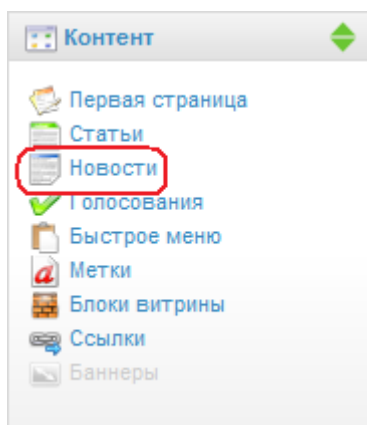 Контент
Первая страница
Статьи
Новости
Голосования
Быстрое меню
Метки
Блоки витрины
Ссылки
Баннеры